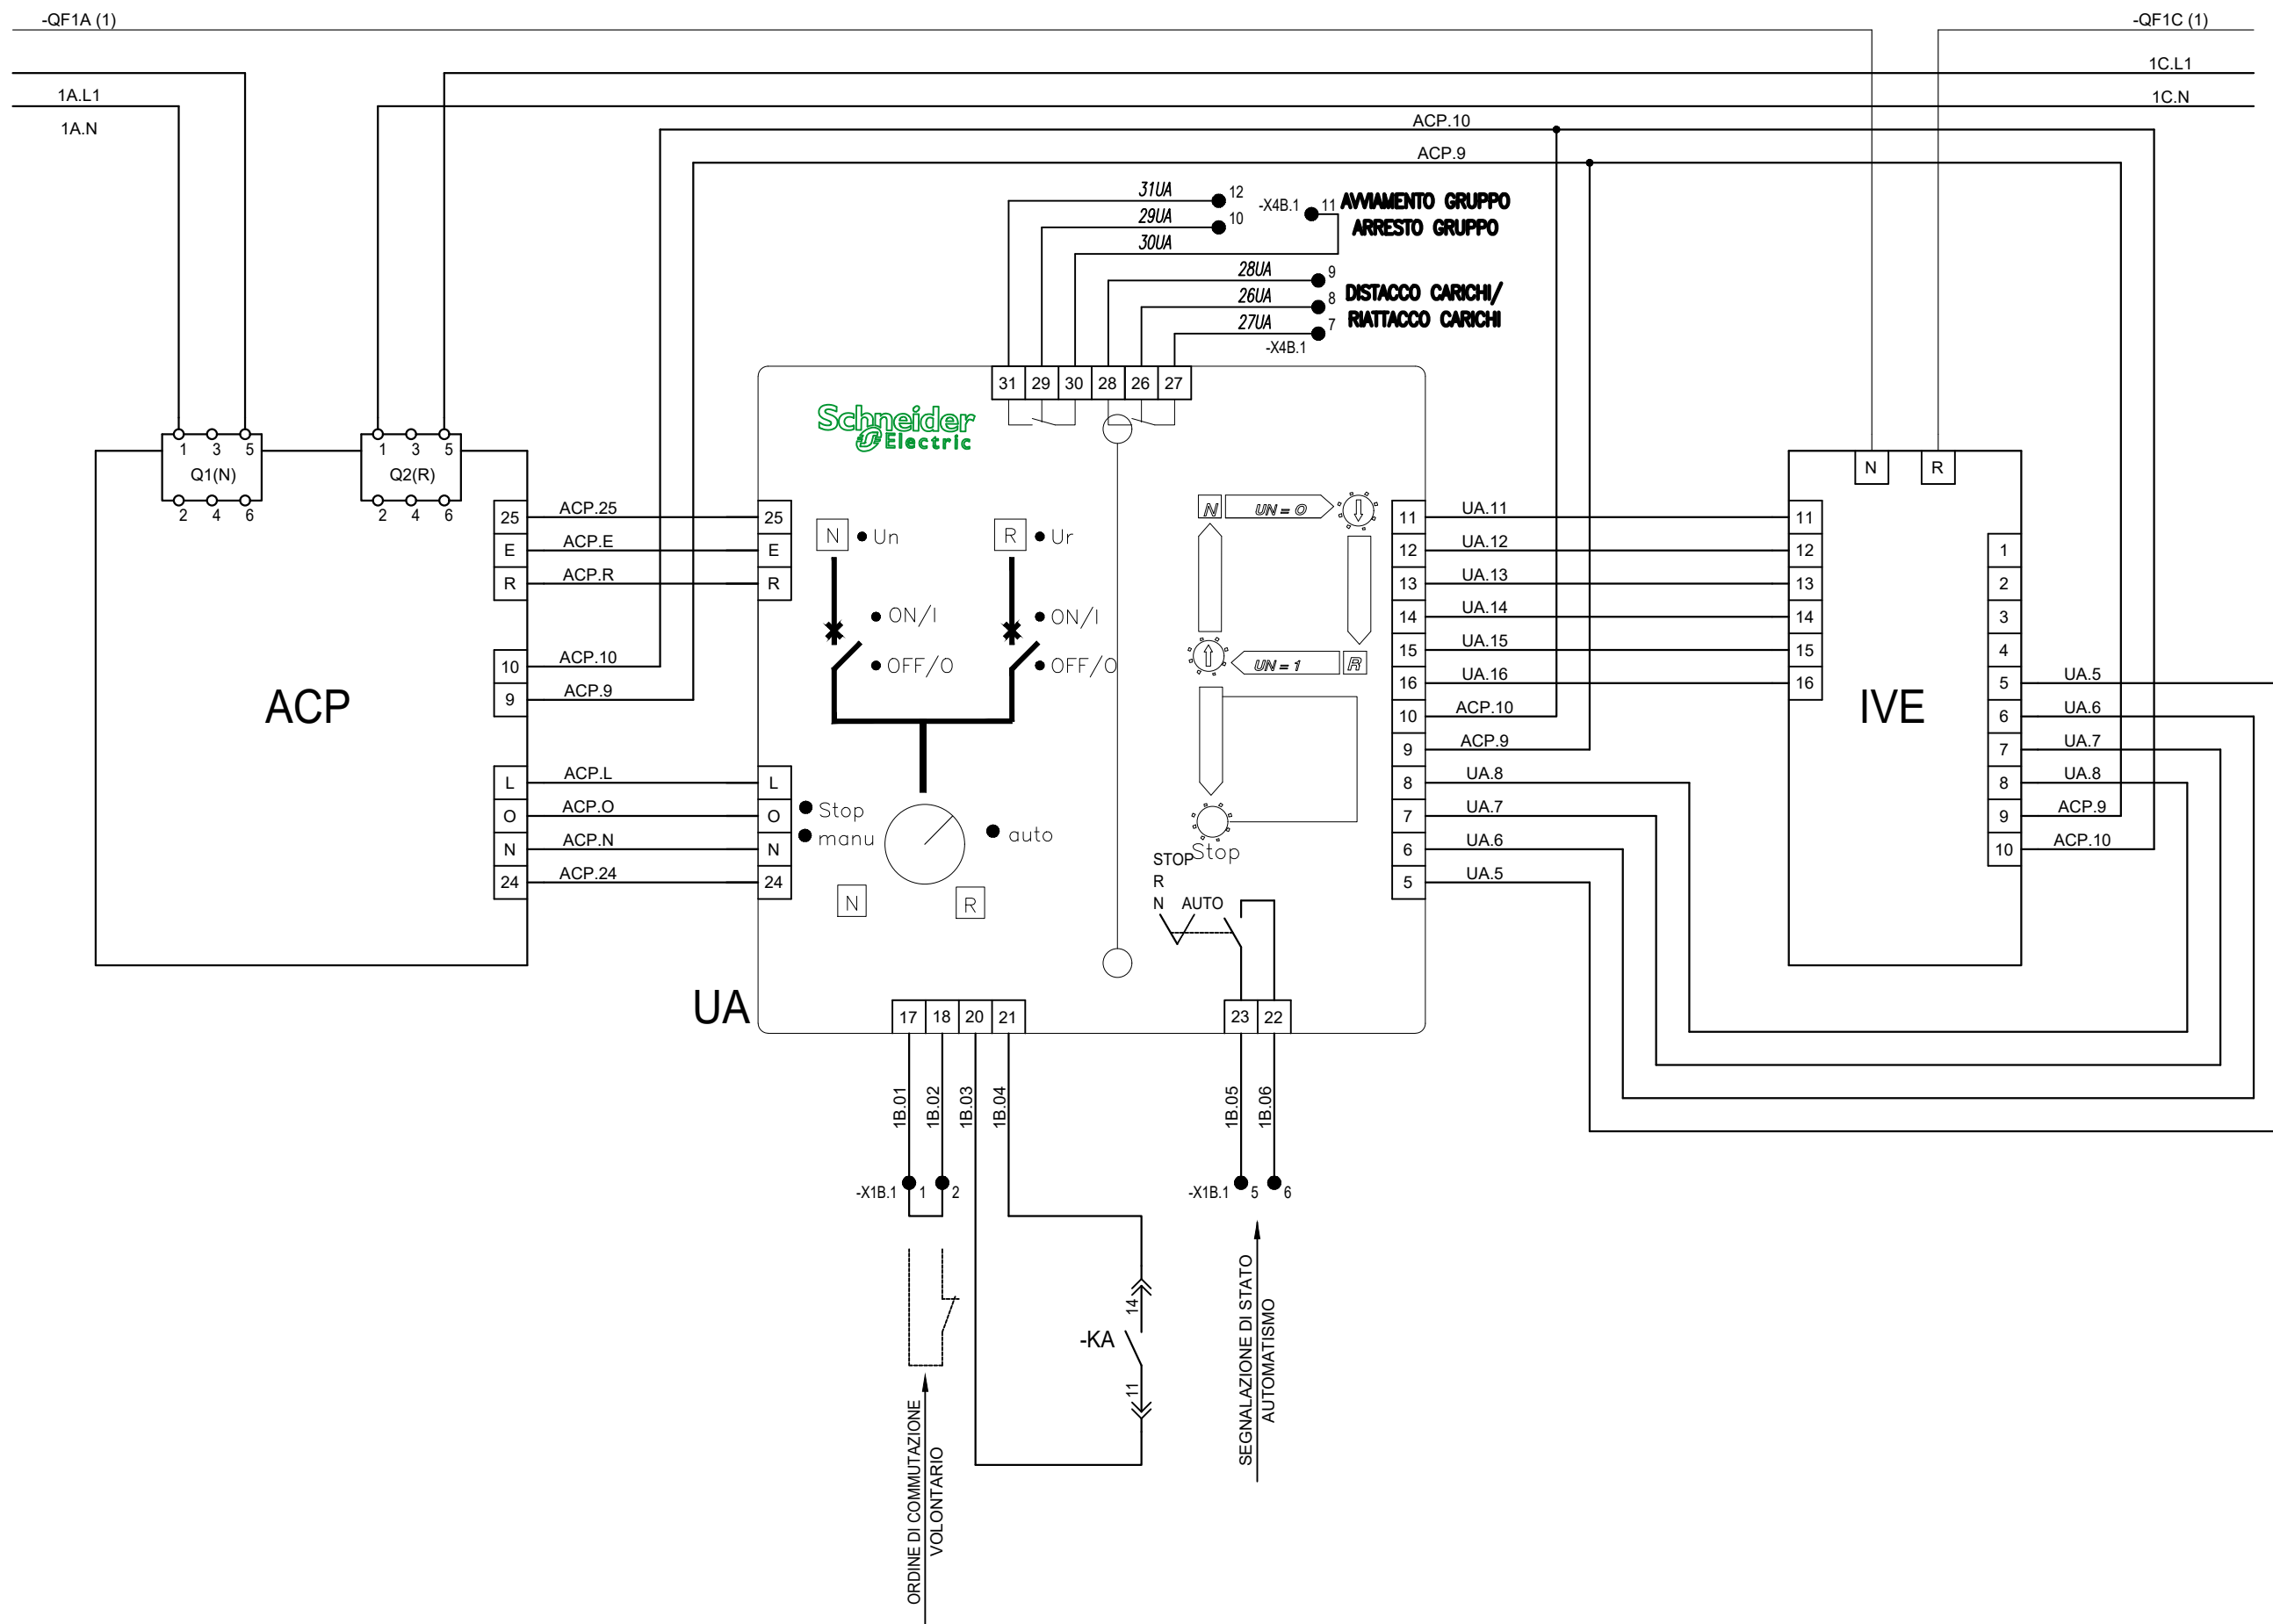 -QF1A (1)
-QF1C (1)
1C.L1
1A.L1
1C.N
1A.N
ACP.10
ACP.9
31UA
12
29UA
10
-X4B.1
11
AVVIAMENTO GRUPPO
ARRESTO GRUPPO
30UA
28UA
9
26UA
8
27UA
7
-X4B.1
DISTACCO CARICHI/
RIATTACCO CARICHI
31 29 30 28 26 27
Schneider
Electric
1 3 5
Q1(N)
2 4 6
1 3 5
Q2(R)
2 4 6
ACP
25 ACP.25 25
E ACP.E E
R ACP.R R
10 ACP.10
9 ACP.9
L ACP.L L
O ACP.O O
N ACP.N N
24 ACP.24 24
UA
N Un
R Ur
ON/I
ON/I
OFF/O
OFF/O
Stop
manu
auto
N
R
N UN = O
UN = 1 R
Stop
STOP
R
N AUTO
11 UA.11 11
12 UA.12 12
13 UA.13 13
14 UA.14 14
15 UA.15 15
16 UA.16 16
10 ACP.10
9 ACP.9
8 UA.8
7 UA.7
6 UA.6
5 UA.5
N R
IVE
1
2
3
4
5 UA.5
6 UA.6
7 UA.7
8 UA.8
9 ACP.9
10 ACP.10
17 18 20 21
23 22
1B.01
1B.02
1B.03
1B.04
1B.05
1B.06
-X1B.1 1 2
-X1B.1 5 6
14
-KA
11
ORDINE DI COMMUTAZIONE
VOLONTARIO
SEGNALAZIONE DI STATO
AUTOMATISMO